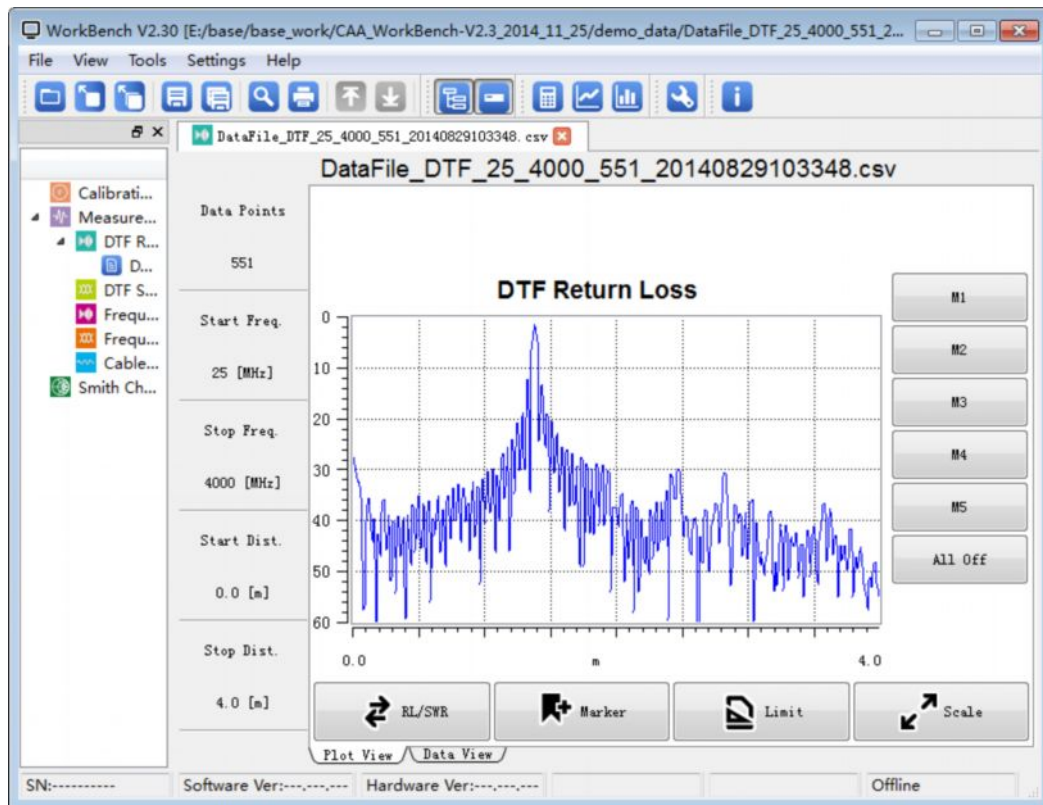 WorkBench V2.30 [E:/base/base_work/CAA_WorkBench-V2.3_2014_11_25/demo_data/DataFile_DTF_25_4000_551_2...
File View Tools Settings Help
DataFile_DTF_25_4000_551_20140829103348.csv
DataFile_DTF_25_4000_551_20140829103348.csv
Calibrati...
Measure...
DTF R...
D...
DTF S...
Frequ...
Frequ...
Cable...
Smith Ch...
Data Points
551
Start Freq.
25 [MHz]
Stop Freq.
4000 [MHz]
Start Dist.
0.0 [m]
Stop Dist.
4.0 [m]
DTF Return Loss
0
10
20
30
40
50
60
0.0 m 4.0
M1
M2
M3
M4
M5
All Off
RL/SWR Marker Limit Scale
Plot View Data View
SN:---------- Software Ver:---.---.--- Hardware Ver:---.---.--- Offline